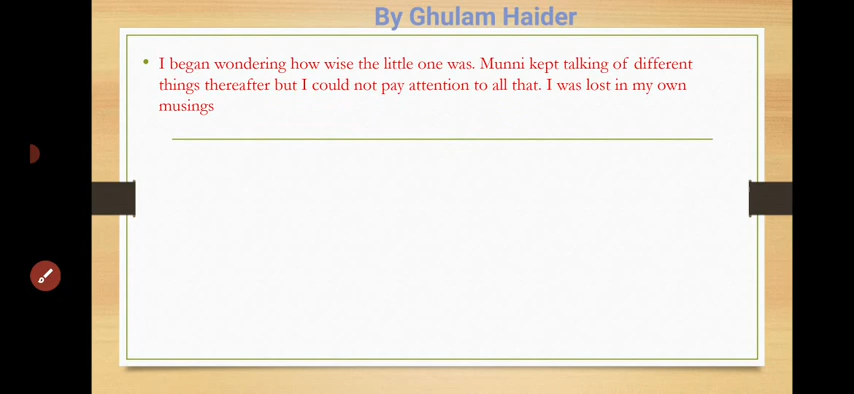 By Ghulam Haider
• I began wondering how wise the little one was. Munni kept talking of different
things thereafter but I could not pay attention to all that. I was lost in my own
musings